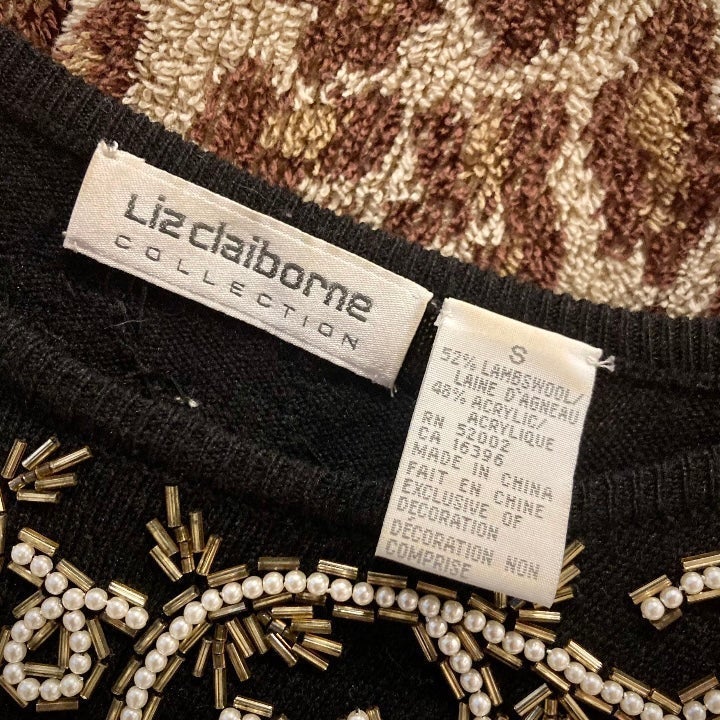 Liz claiborne
COLLECTION
S
52% LAMBSWOOL/
LAINE D'AGNEAU
48% ACRYLIC/
ACRYLIQUE
RN 52002
CA 16396
MADE IN CHINA
FAIT EN CHINE
EXCLUSIVE OF
DECORATION
DÉCORATION NON
COMPRISE